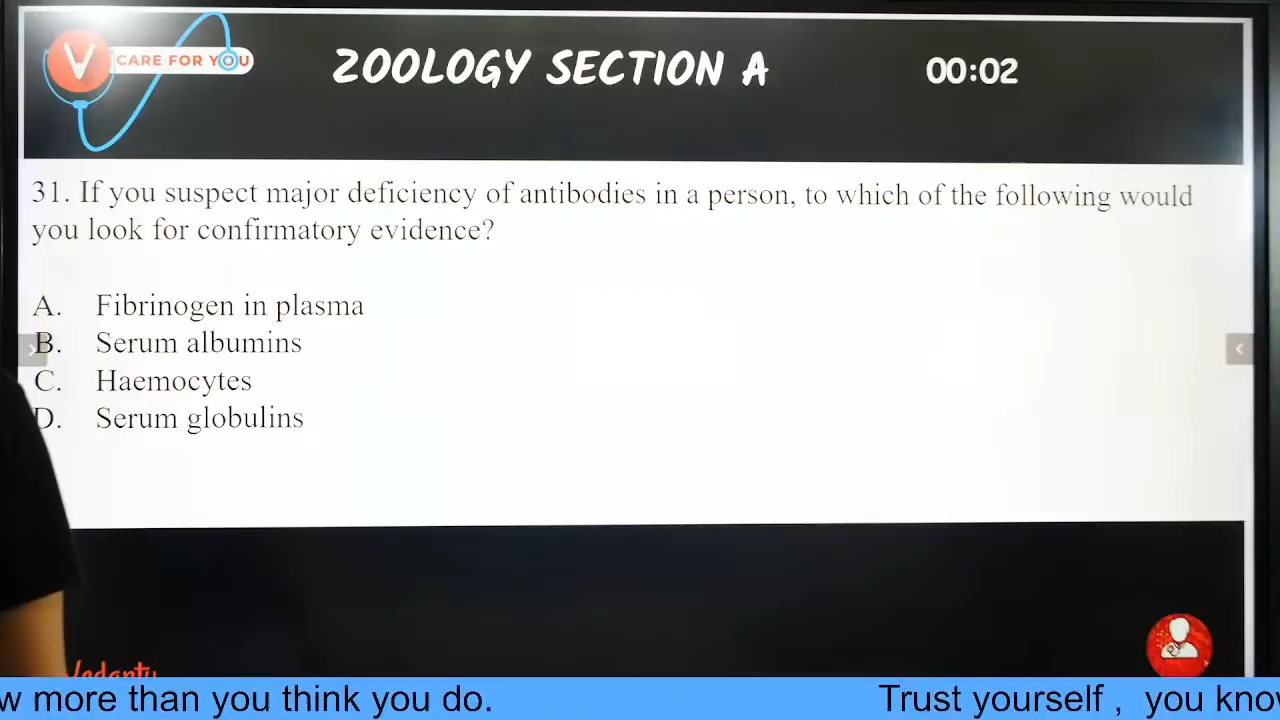 V CARE FOR YOU
ZOOLOGY SECTION A
00:02
31. If you suspect major deficiency of antibodies in a person, to which of the following would
you look for confirmatory evidence?
A. Fibrinogen in plasma
B. Serum albumins
C. Haemocytes
D. Serum globulins
w more than you think you do. Trust yourself , you know